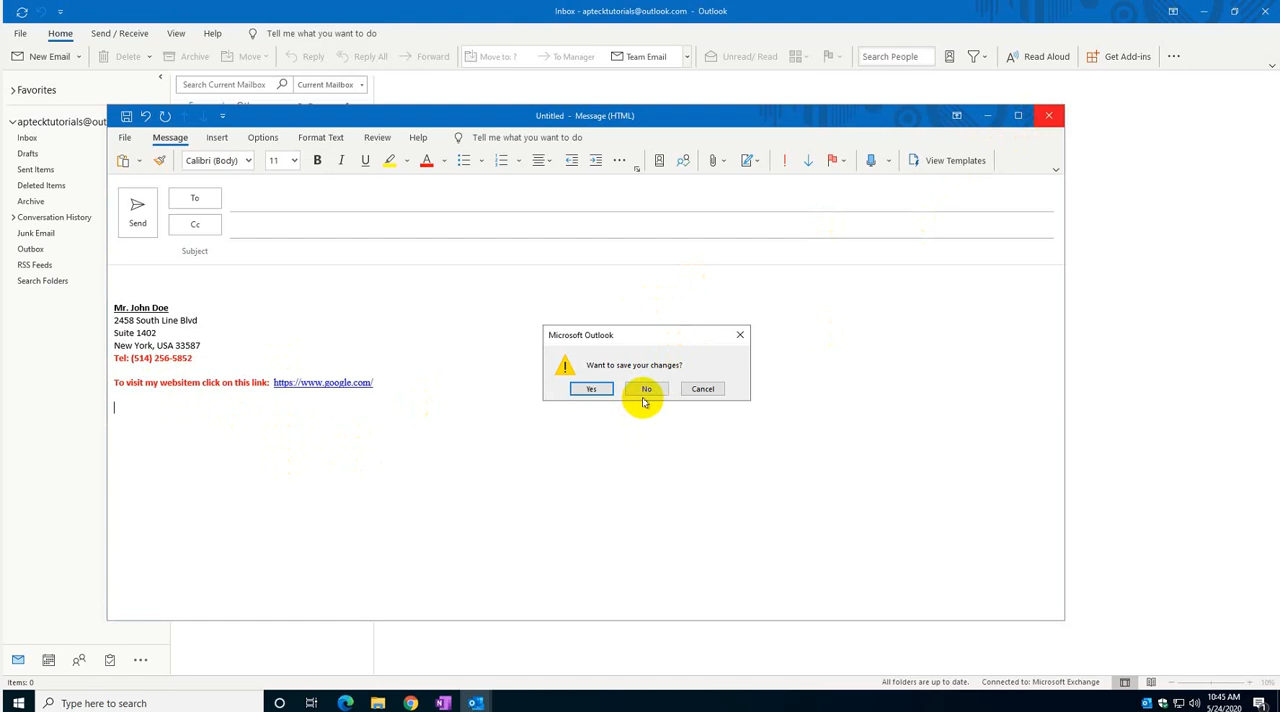 Inbox - aptecktutorials@outlook.com - Outlook
File Home Send / Receive View Help Tell me what you want to do
New Email Delete Archive Move Reply Reply All Forward Move to: ? To Manager Team Email Unread/ Read Search People Read Aloud Get Add-ins
Favorites
Search Current Mailbox Current Mailbox
aptecktutorials@out
Inbox
Drafts
Sent Items
Deleted Items
Archive
Conversation History
Junk Email
Outbox
RSS Feeds
Search Folders
Untitled - Message (HTML)
File Message Insert Options Format Text Review Help Tell me what you want to do
Calibri (Body) 11 B I U A View Templates
Send
To
Cc
Subject
Mr. John Doe
2458 South Line Blvd
Suite 1402
New York, USA 33587
Tel: (514) 256-5852
To visit my websitem click on this link: https://www.google.com/
Microsoft Outlook
Want to save your changes?
Yes No Cancel
Items: 0 All folders are up to date. Connected to: Microsoft Exchange 10%
Type here to search
10:45 AM
5/24/2020